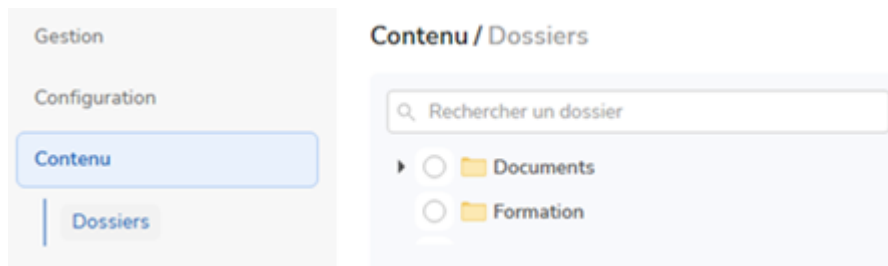 Gestion
Configuration
Contenu
Dossiers
Contenu / Dossiers
Rechercher un dossier
Documents
Formation